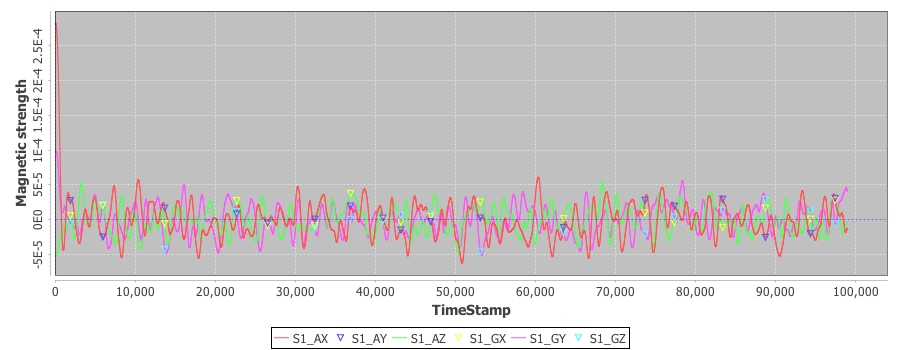 Magnetic strength
2.5E-4
2E-4
1.5E-4
1E-4
5E-5
0E0
-5E-5
0 10,000 20,000 30,000 40,000 50,000 60,000 70,000 80,000 90,000 100,000
TimeStamp
S1_AX S1_AY S1_AZ S1_GX S1_GY S1_GZ